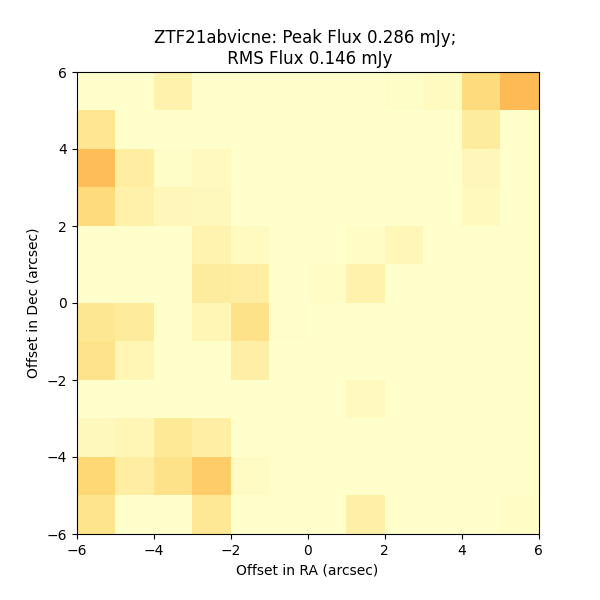 ZTF21abvicne: Peak Flux 0.286 mJy;
RMS Flux 0.146 mJy
6
4
2
0
−2
−4
−6
Offset in Dec (arcsec)
−6 −4 −2 0 2 4 6
Offset in RA (arcsec)